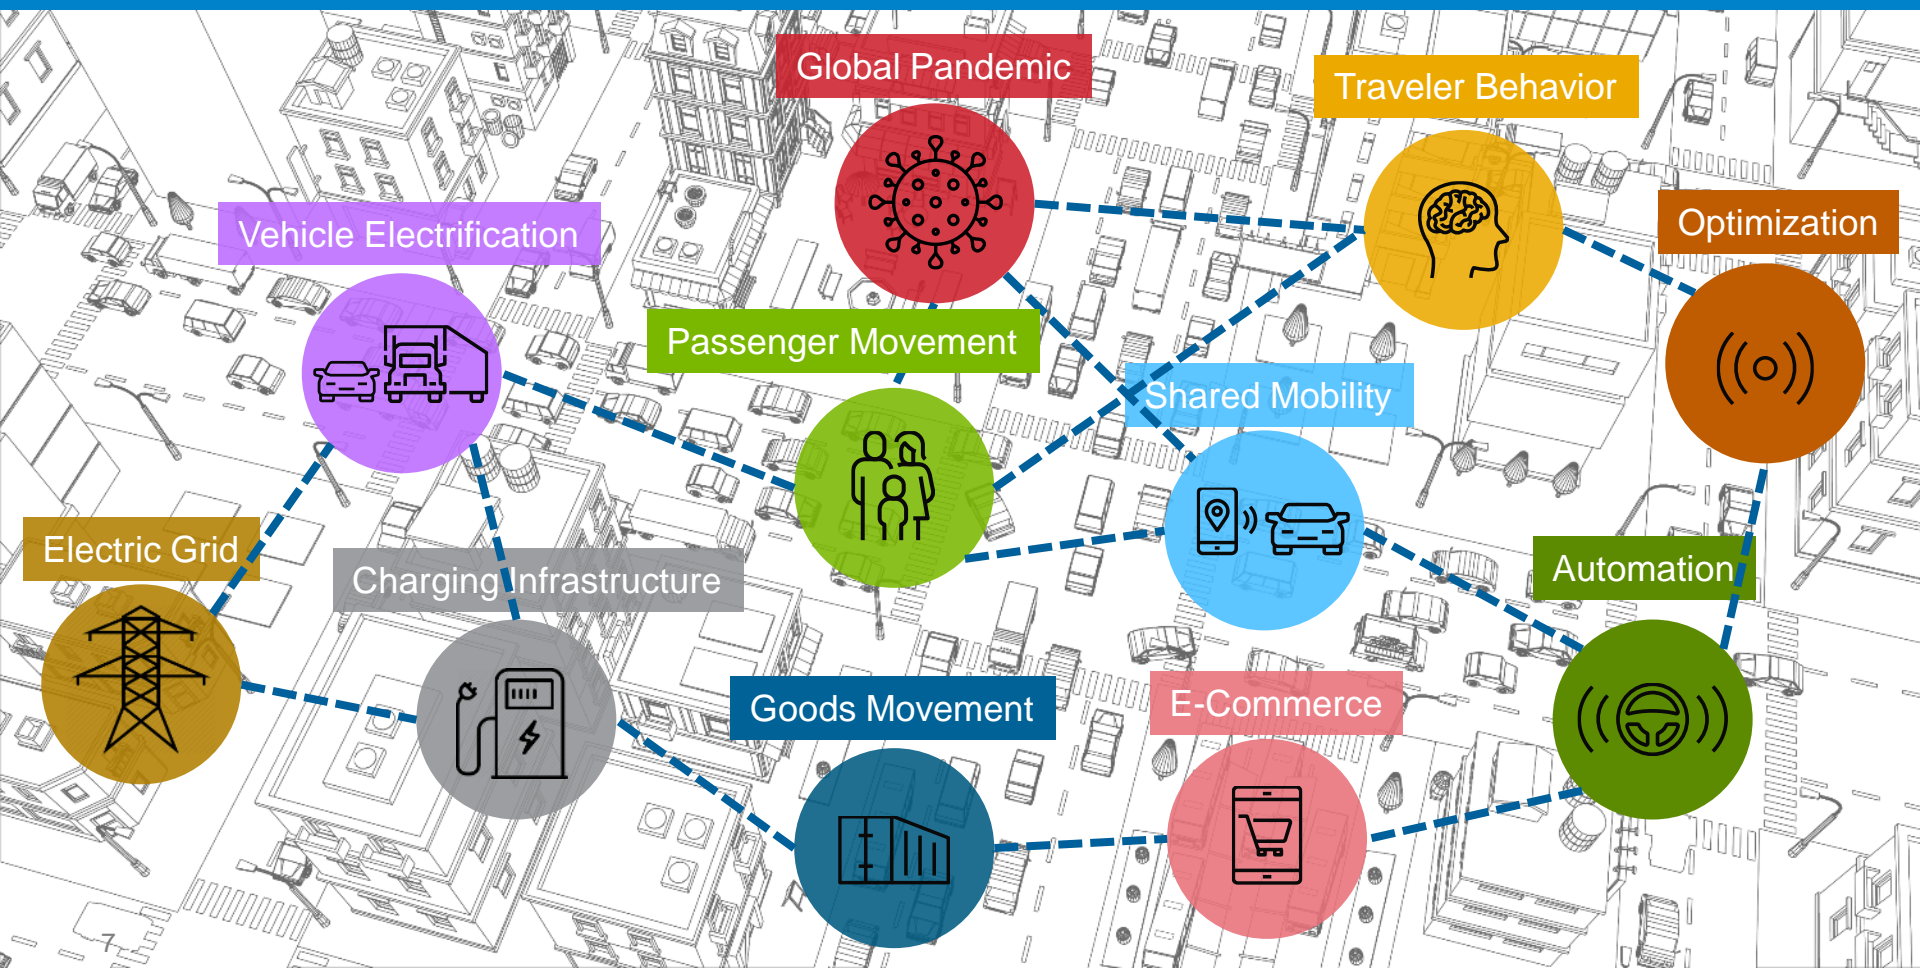 Global Pandemic
Traveler Behavior
Vehicle Electrification
Optimization
Passenger Movement
Shared Mobility
Electric Grid
Charging Infrastructure
Automation
Goods Movement
E-Commerce
7